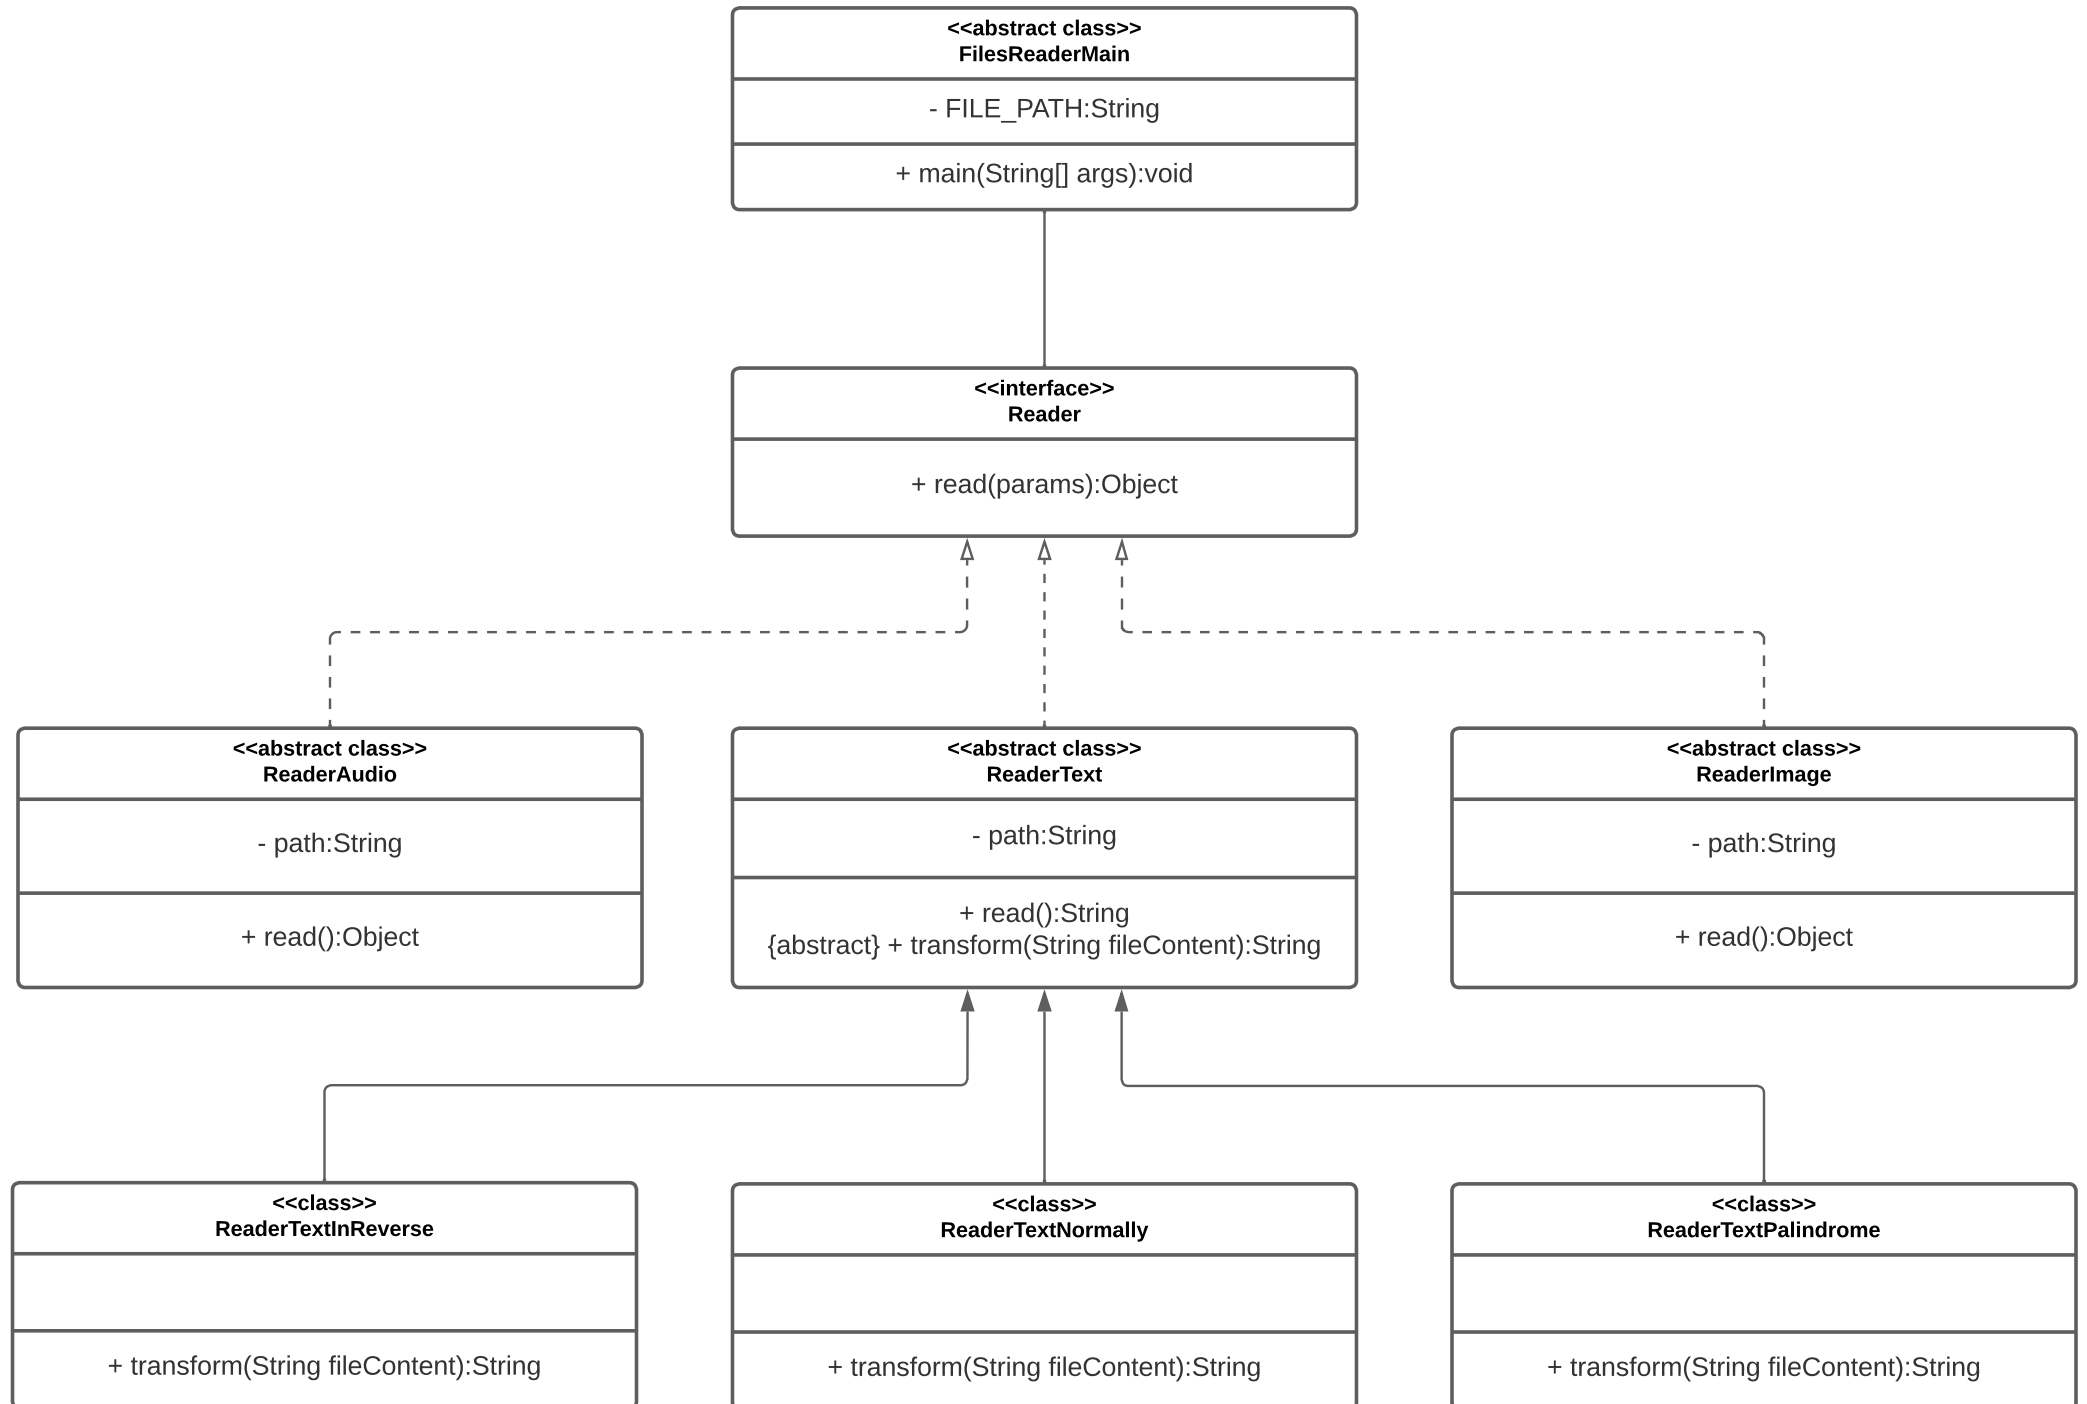 <<abstract class>>
FilesReaderMain
- FILE_PATH:String
+ main(String[] args):void
<<interface>>
Reader
+ read(params):Object
<<abstract class>>
ReaderAudio
- path:String
+ read():Object
<<abstract class>>
ReaderText
- path:String
+ read():String
{abstract} + transform(String fileContent):String
<<abstract class>>
ReaderImage
- path:String
+ read():Object
<<class>>
ReaderTextInReverse
+ transform(String fileContent):String
<<class>>
ReaderTextNormally
+ transform(String fileContent):String
<<class>>
ReaderTextPalindrome
+ transform(String fileContent):String